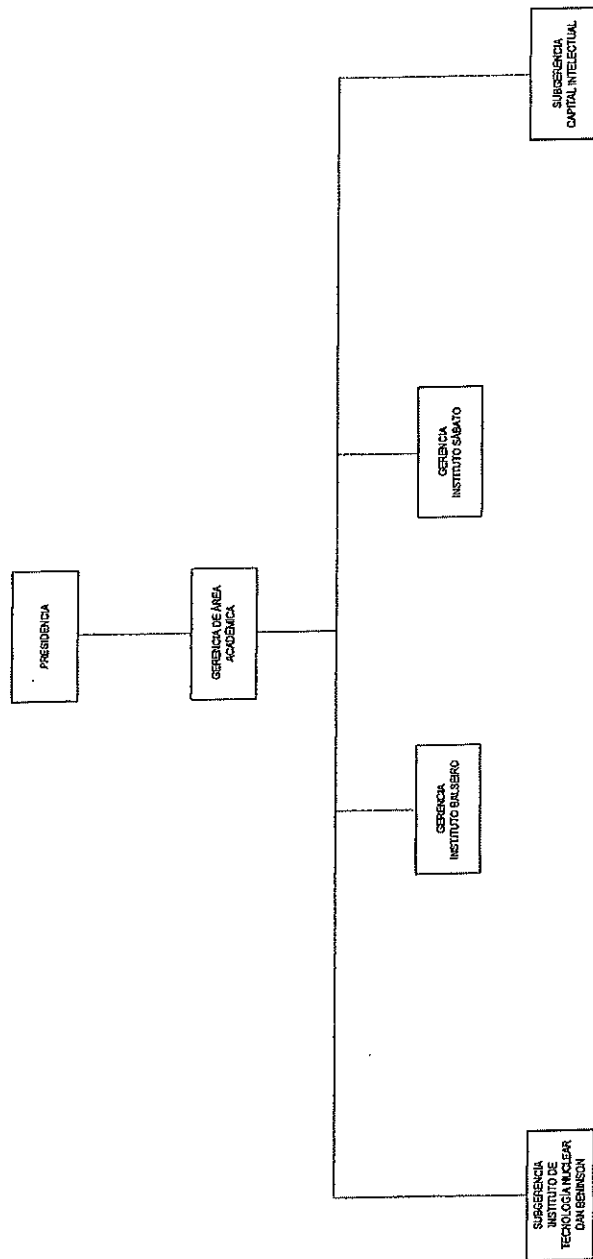 PRESIDENCIA
GERENCIA DE ÁREA
ACADÉMICA
SUBGERENCIA
INSTITUTO DE
TECNOLOGÍA NUCLEAR
DAN BENINSON
GERENCIA
INSTITUTO BALSEIRO
GERENCIA
INSTITUTO SÁBATO
SUBGERENCIA
CAPITAL INTELECTUAL